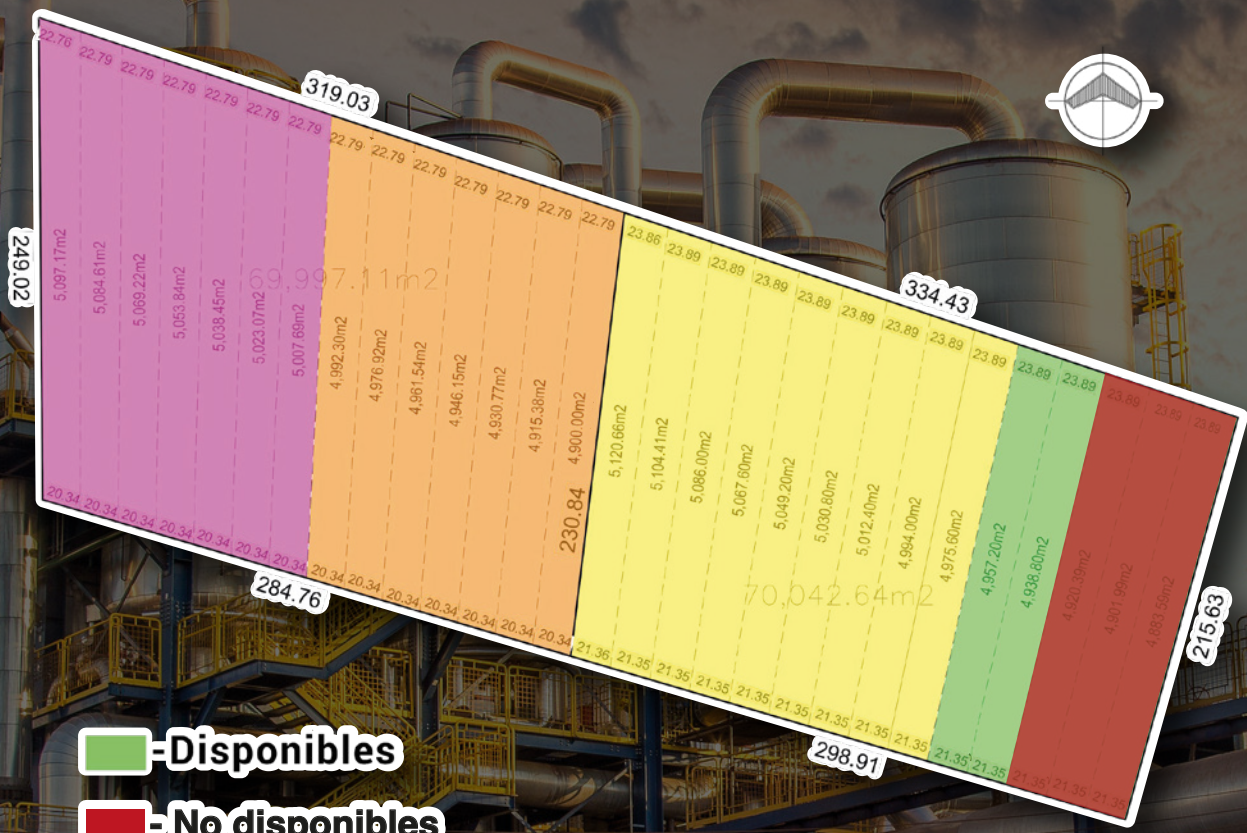 319.03
22.76 22.79 22.79 22.79 22.79 22.79 22.79 22.79 22.79 22.79 22.79 22.79 22.79 22.79
249.02
5,097.17m2
5,084.61m2
5,069.22m2
5,053.84m2
5,038.45m2
5,023.07m2
5,007.69m2
69,997.11m2
4,992.30m2
4,976.92m2
4,961.54m2
4,946.15m2
4,930.77m2
4,915.38m2
4,900.00m2
230.84
20.34 20.34 20.34 20.34 20.34 20.34 20.34 20.34 20.34 20.34 20.34 20.34 20.34 20.34
284.76
334.43
23.86 23.89 23.89 23.89 23.89 23.89 23.89 23.89 23.89 23.89 23.89 23.89 23.89 23.89
5,120.66m2
5,104.41m2
5,086.00m2
5,067.60m2
5,049.20m2
5,030.80m2
5,012.40m2
4,994.00m2
4,975.60m2
4,957.20m2
4,938.80m2
4,920.39m2
4,901.99m2
4,883.59m2
70,042.64m2
215.63
21.36 21.35 21.35 21.35 21.35 21.35 21.35 21.35 21.35 21.35 21.35 21.35 21.35 21.35
298.91
-Disponibles
- No disponibles